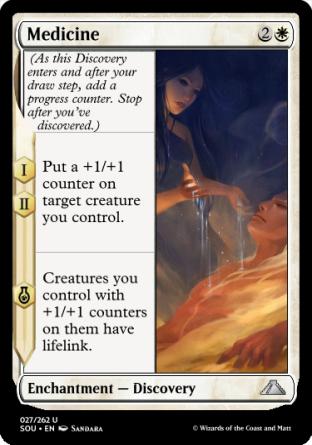 Medicine 2
(As this Discovery
enters and after your
draw step, add a
progress counter. Stop
after you've
discovered.)
I
II
Put a +1/+1
counter on
target creature
you control.
Creatures you
control with
+1/+1 counters
on them have
lifelink.
Enchantment — Discovery
027/262 U
SOU • EN Sandara
© Wizards of the Coast and Matt